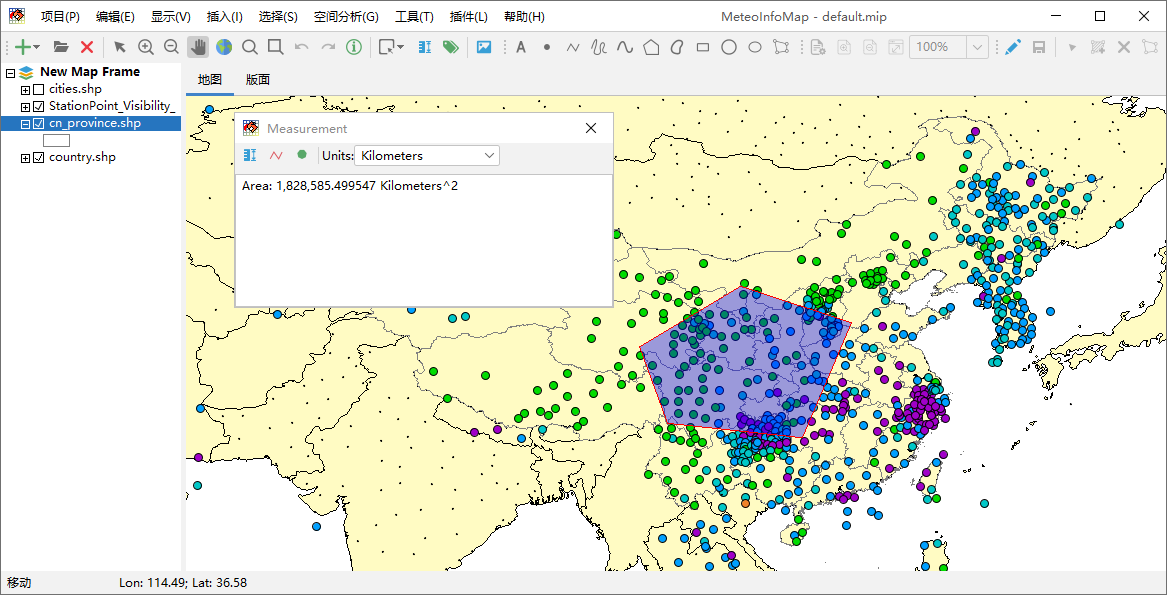 MeteoInfoMap - default.mip
项目(P) 编辑(E) 显示(V) 插入(I) 选择(S) 空间分析(G) 工具(T) 插件(L) 帮助(H)
A 100%
New Map Frame
cities.shp
StationPoint_Visibility_
cn_province.shp
country.shp
地图 版面
Measurement
Units: Kilometers
Area: 1,828,585.499547 Kilometers^2
移动 Lon: 114.49; Lat: 36.58